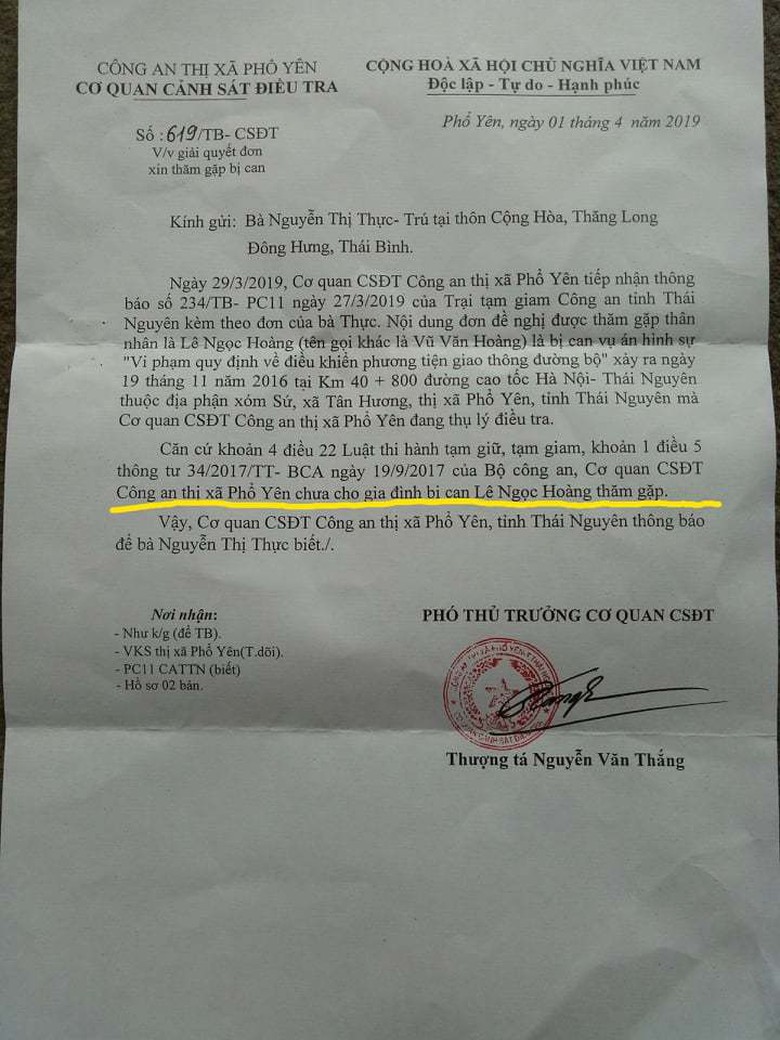 CÔNG AN THỊ XÃ PHỔ YÊN
CƠ QUAN CẢNH SÁT ĐIỀU TRA
CỘNG HOÀ XÃ HỘI CHỦ NGHĨA VIỆT NAM
Độc lập - Tự do - Hạnh phúc
Số : 619/TB- CSĐT
V/v giải quyết đơn
xin thăm gặp bị can
Phổ Yên, ngày 01 tháng 4 năm 2019
Kính gửi: Bà Nguyễn Thị Thực- Trú tại thôn Cộng Hòa, Thăng Long
Đông Hưng, Thái Bình.
Ngày 29/3/2019, Cơ quan CSĐT Công an thị xã Phổ Yên tiếp nhận thông
báo số 234/TB- PC11 ngày 27/3/2019 của Trại tạm giam Công an tỉnh Thái
Nguyên kèm theo đơn của bà Thực. Nội dung đơn đề nghị được thăm gặp thân
nhân là Lê Ngọc Hoàng (tên gọi khác là Vũ Văn Hoàng) là bị can vụ án hình sự
"Vi phạm quy định về điều khiển phương tiện giao thông đường bộ" xảy ra ngày
19 tháng 11 năm 2016 tại Km 40 + 800 đường cao tốc Hà Nội- Thái Nguyên
thuộc địa phận xóm Sứ, xã Tân Hương, thị xã Phổ Yên, tỉnh Thái Nguyên mà
Cơ quan CSĐT Công an thị xã Phổ Yên đang thụ lý điều tra.
Căn cứ khoản 4 điều 22 Luật thi hành tạm giữ, tạm giam, khoản 1 điều 5
thông tư 34/2017/TT- BCA ngày 19/9/2017 của Bộ công an, Cơ quan CSĐT
Công an thị xã Phổ Yên chưa cho gia đình bị can Lê Ngọc Hoàng thăm gặp.
Vậy, Cơ quan CSĐT Công an thị xã Phổ Yên, tỉnh Thái Nguyên thông báo
để bà Nguyễn Thị Thực biết./.
Nơi nhận:
- Như k/g (để TB).
- VKS thị xã Phổ Yên(T.dõi).
- PC11 CATTN (biết)
- Hồ sơ 02 bản.
PHÓ THỦ TRƯỞNG CƠ QUAN CSĐT
Thượng tá Nguyễn Văn Thắng